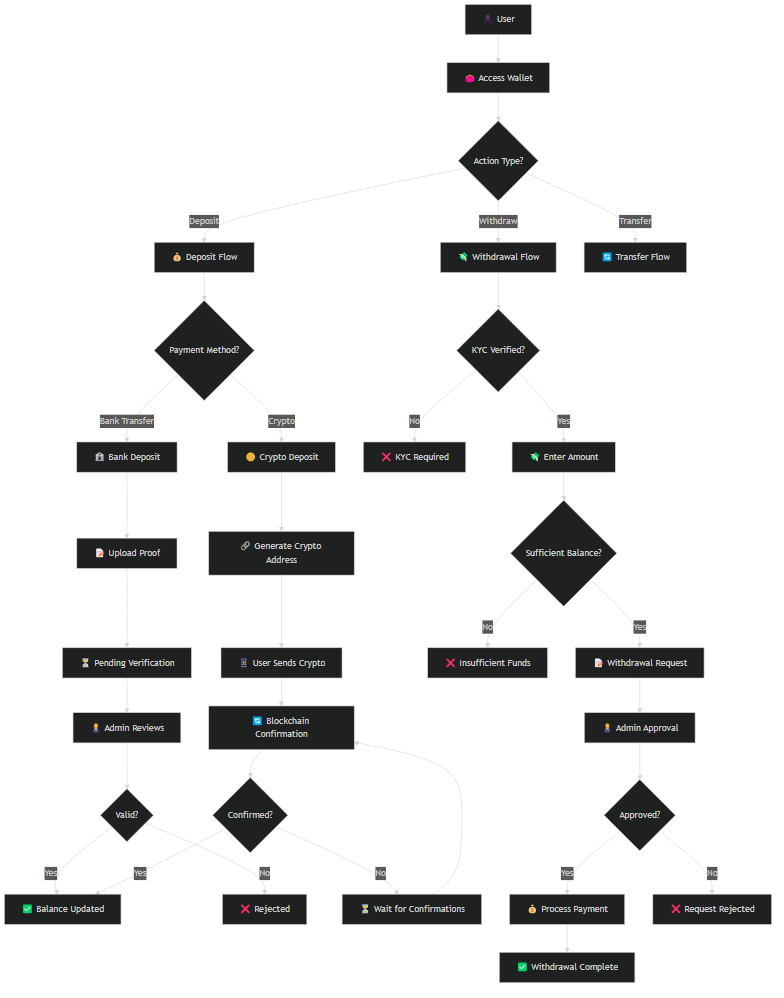 User
Access Wallet
Action Type?
Deposit
Withdraw
Transfer
Deposit Flow
Withdrawal Flow
Transfer Flow
Payment Method?
KYC Verified?
Bank Transfer
Crypto
No
Yes
Bank Deposit
Crypto Deposit
KYC Required
Enter Amount
Upload Proof
Generate Crypto
Address
Sufficient Balance?
No
Yes
Pending Verification
User Sends Crypto
Insufficient Funds
Withdrawal Request
Admin Reviews
Blockchain
Confirmation
Admin Approval
Valid?
Confirmed?
Approved?
Yes
Yes
No
No
Yes
No
Balance Updated
Rejected
Wait for Confirmations
Process Payment
Request Rejected
Withdrawal Complete